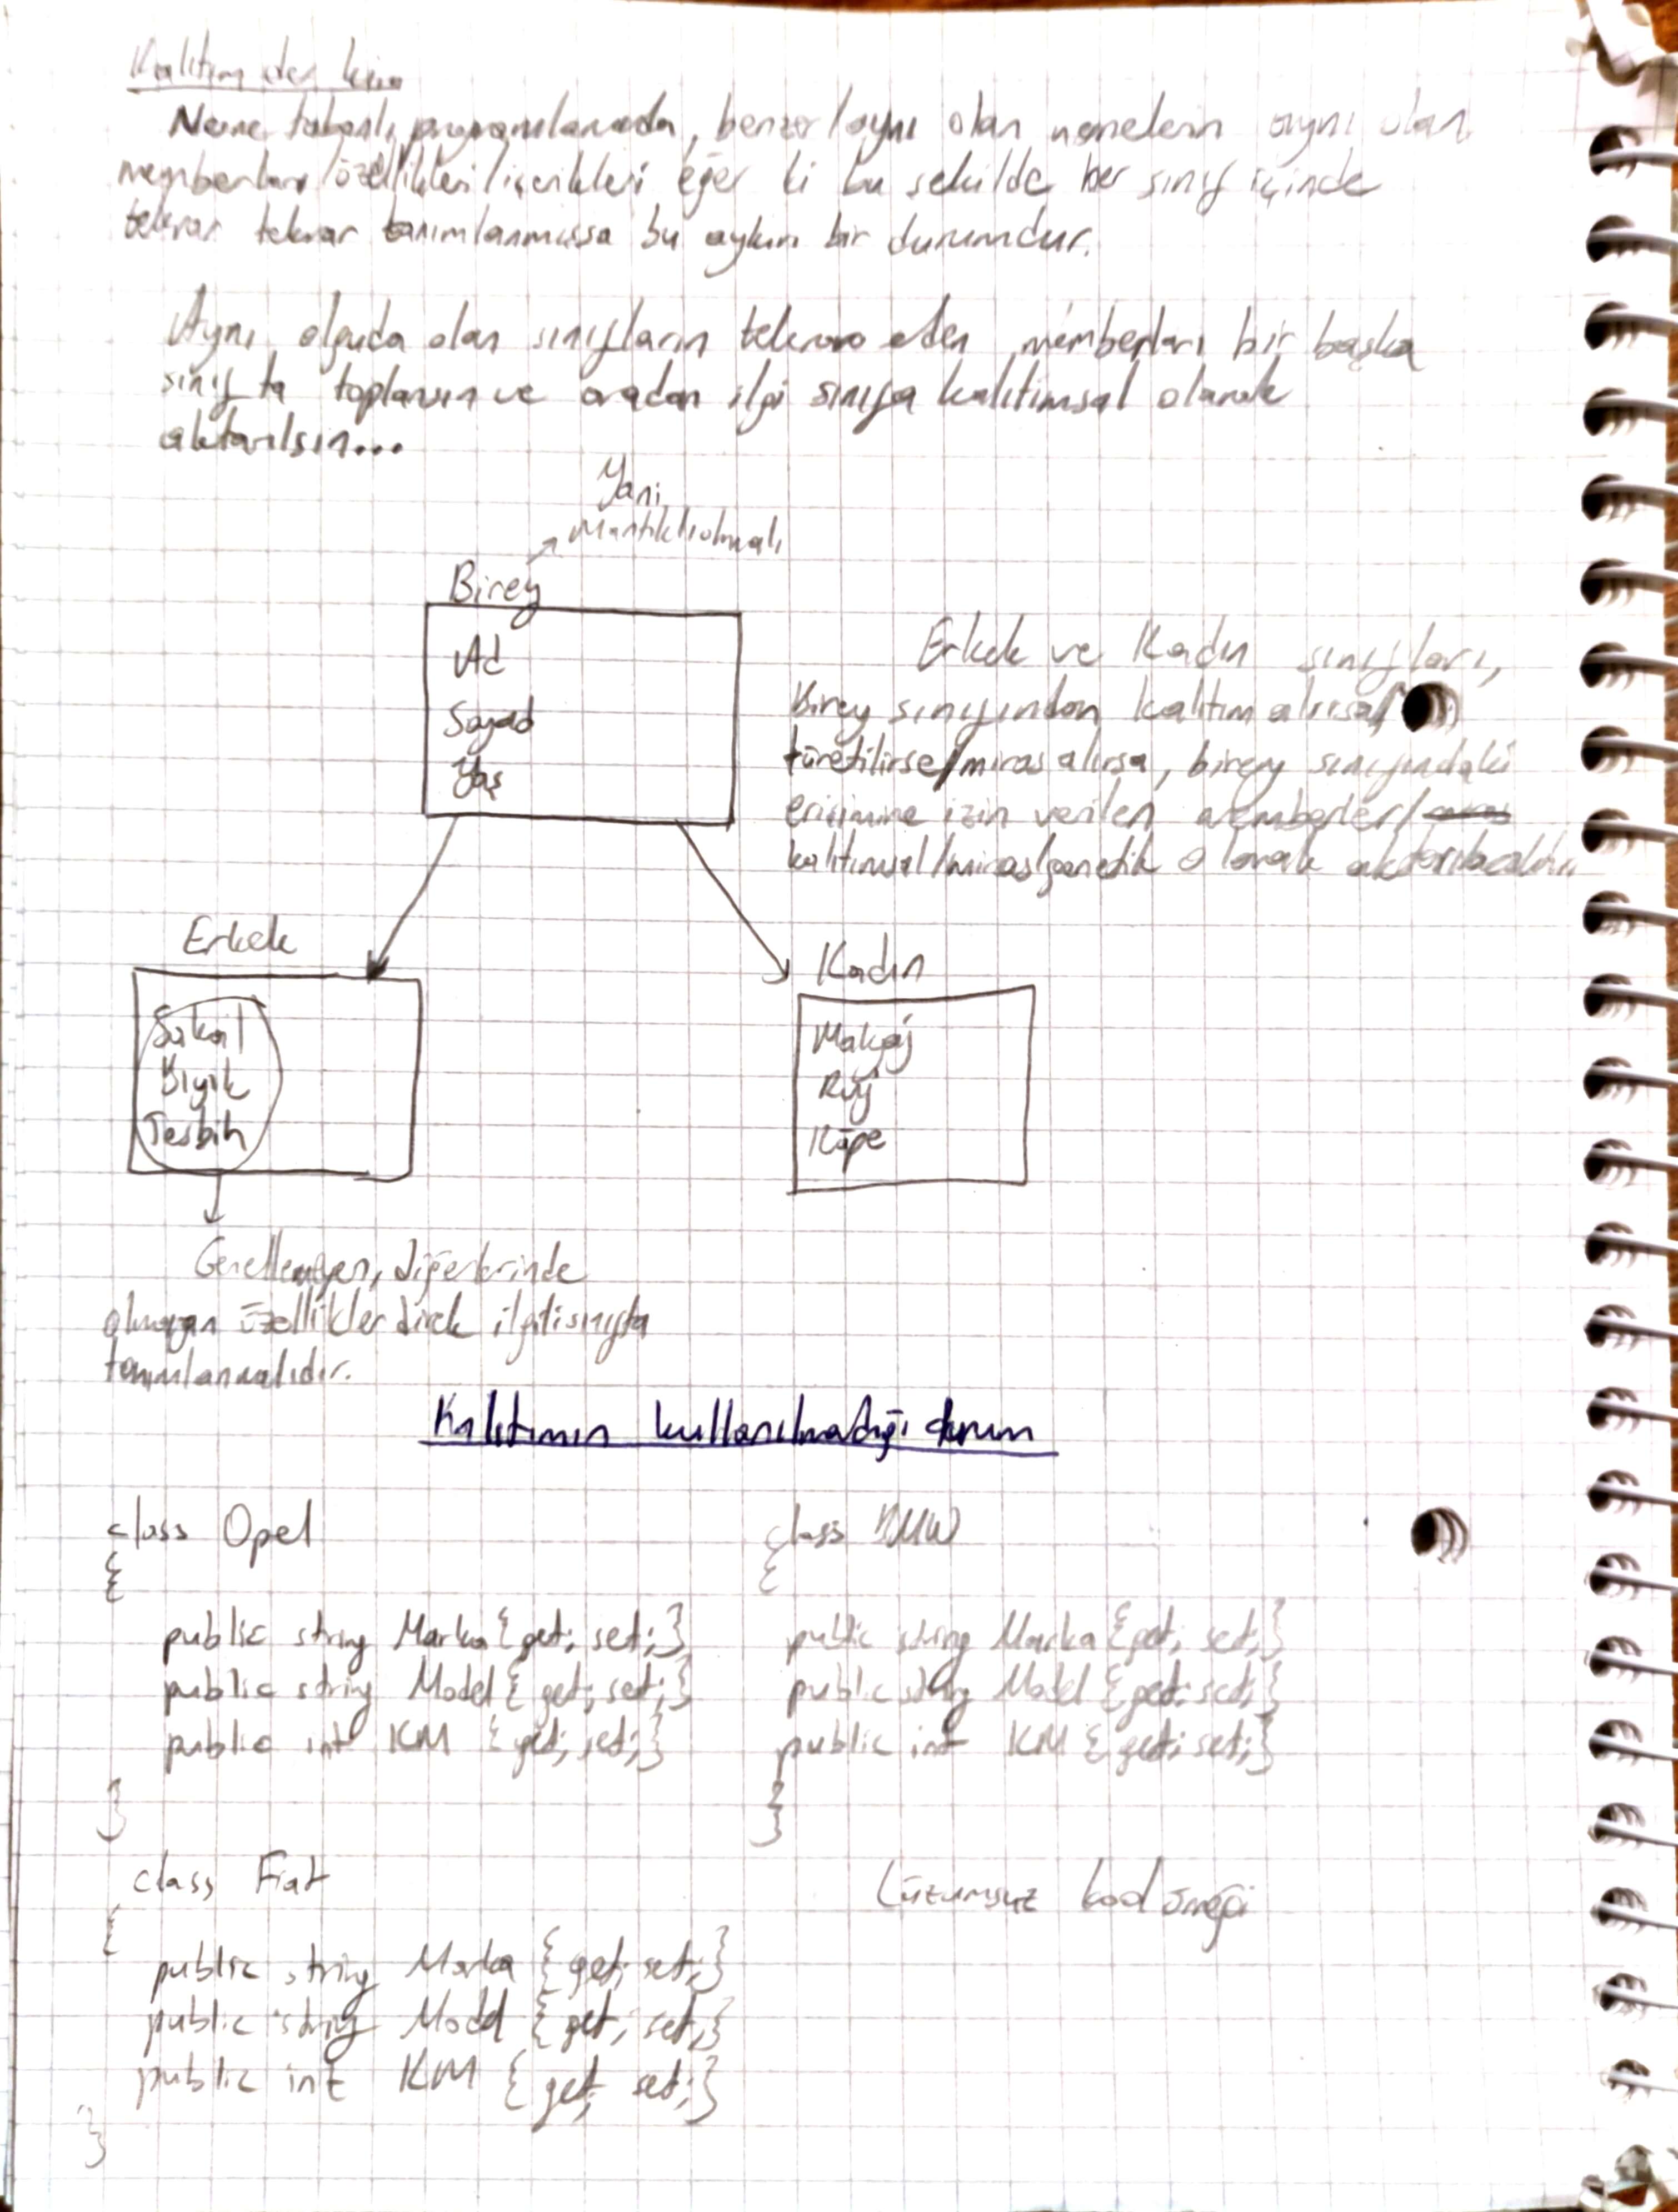 Kalıtım der kim
Nesne tabanlı programlamada, benzer/aynı olan nesnelerin aynı olan
memberları/özellikleri/içerikleri eğer ki bu şekilde her sınıf içinde
tekrar tekrar tanımlanmışsa bu aykırı bir durumdur.
Aynı olguda olan sınıfların tekrar eden memberları bir başka
sınıfta toplansın ve oradan ilgi sınıfa kalıtımsal olarak
aktarılsın...
Yani
Mantıklı olmalı
Birey
Ad
Soyad
Yaş
Erkek ve Kadın sınıfları,
Birey sınıfından kalıtım alırsa/
türetilirse/miras alırsa, birey sınıfındaki
erişimine izin verilen memberler/
kalıtımsal/miras/genetik olarak aktarılacaktır
Erkek
Sakal
Bıyık
Tesbih
Kadın
Makyaj
Ruj
Küpe
Genellemeyen, diğerlerinde
olmayan özellikler direk ilgili sınıfta
tanımlanmalıdır.
Kalıtımın kullanılmadığı durum
class Opel
{
public string Marka {get; set;}
public string Model {get; set;}
public int KM {get; set;}
}
class BMW
{
public string Marka {get; set;}
public string Model {get; set;}
public int KM {get; set;}
}
class Fiat
{
public string Marka {get; set;}
public string Model {get; set;}
public int KM {get; set;}
}
Lüzumsuz kod örneği